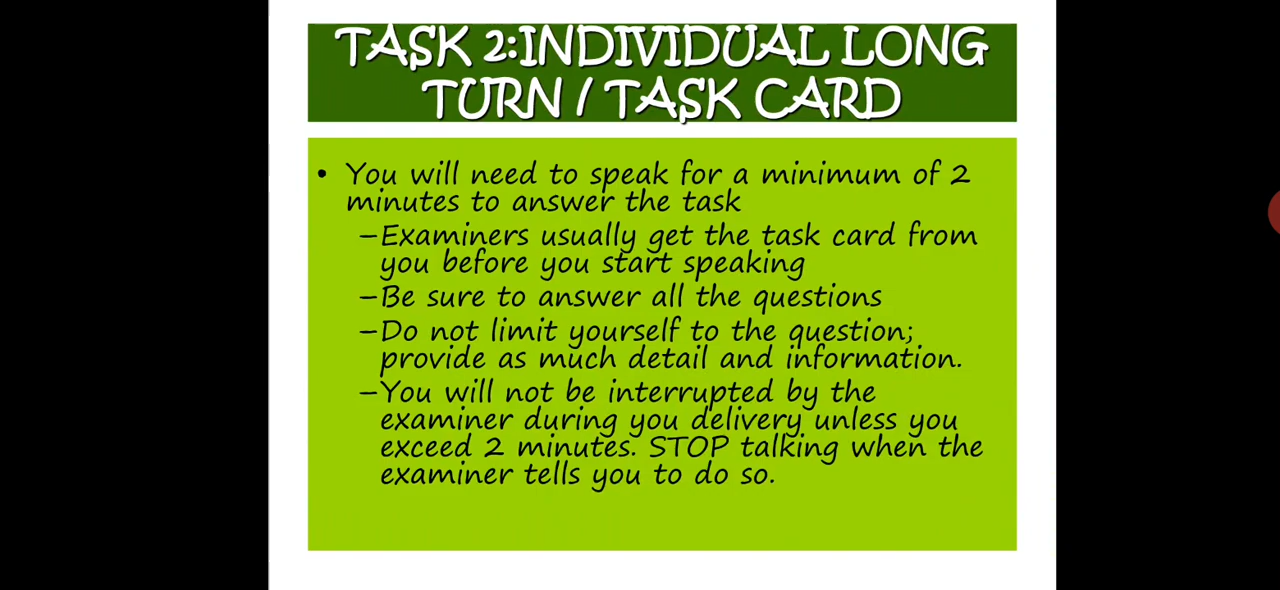 TASK 2:INDIVIDUAL LONG
TURN / TASK CARD
• You will need to speak for a minimum of 2
minutes to answer the task
–Examiners usually get the task card from
you before you start speaking
–Be sure to answer all the questions
–Do not limit yourself to the question;
provide as much detail and information.
–You will not be interrupted by the
examiner during you delivery unless you
exceed 2 minutes. STOP talking when the
examiner tells you to do so.